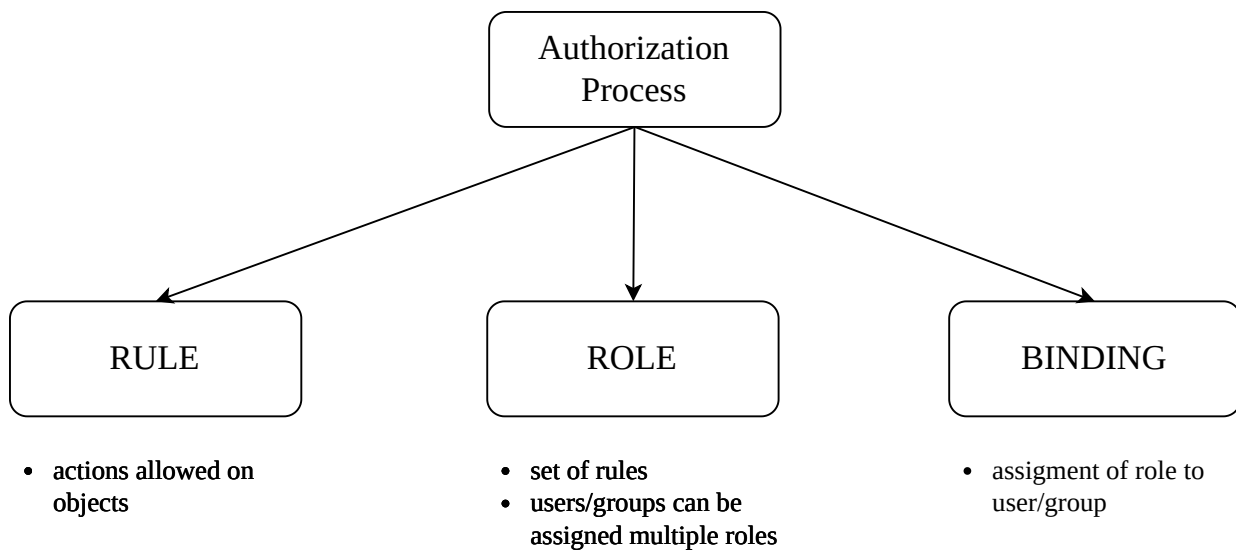 Authorization
Process
RULE
ROLE
BINDING
• actions allowed on
objects
• set of rules
• users/groups can be
assigned multiple roles
• assigment of role to
user/group